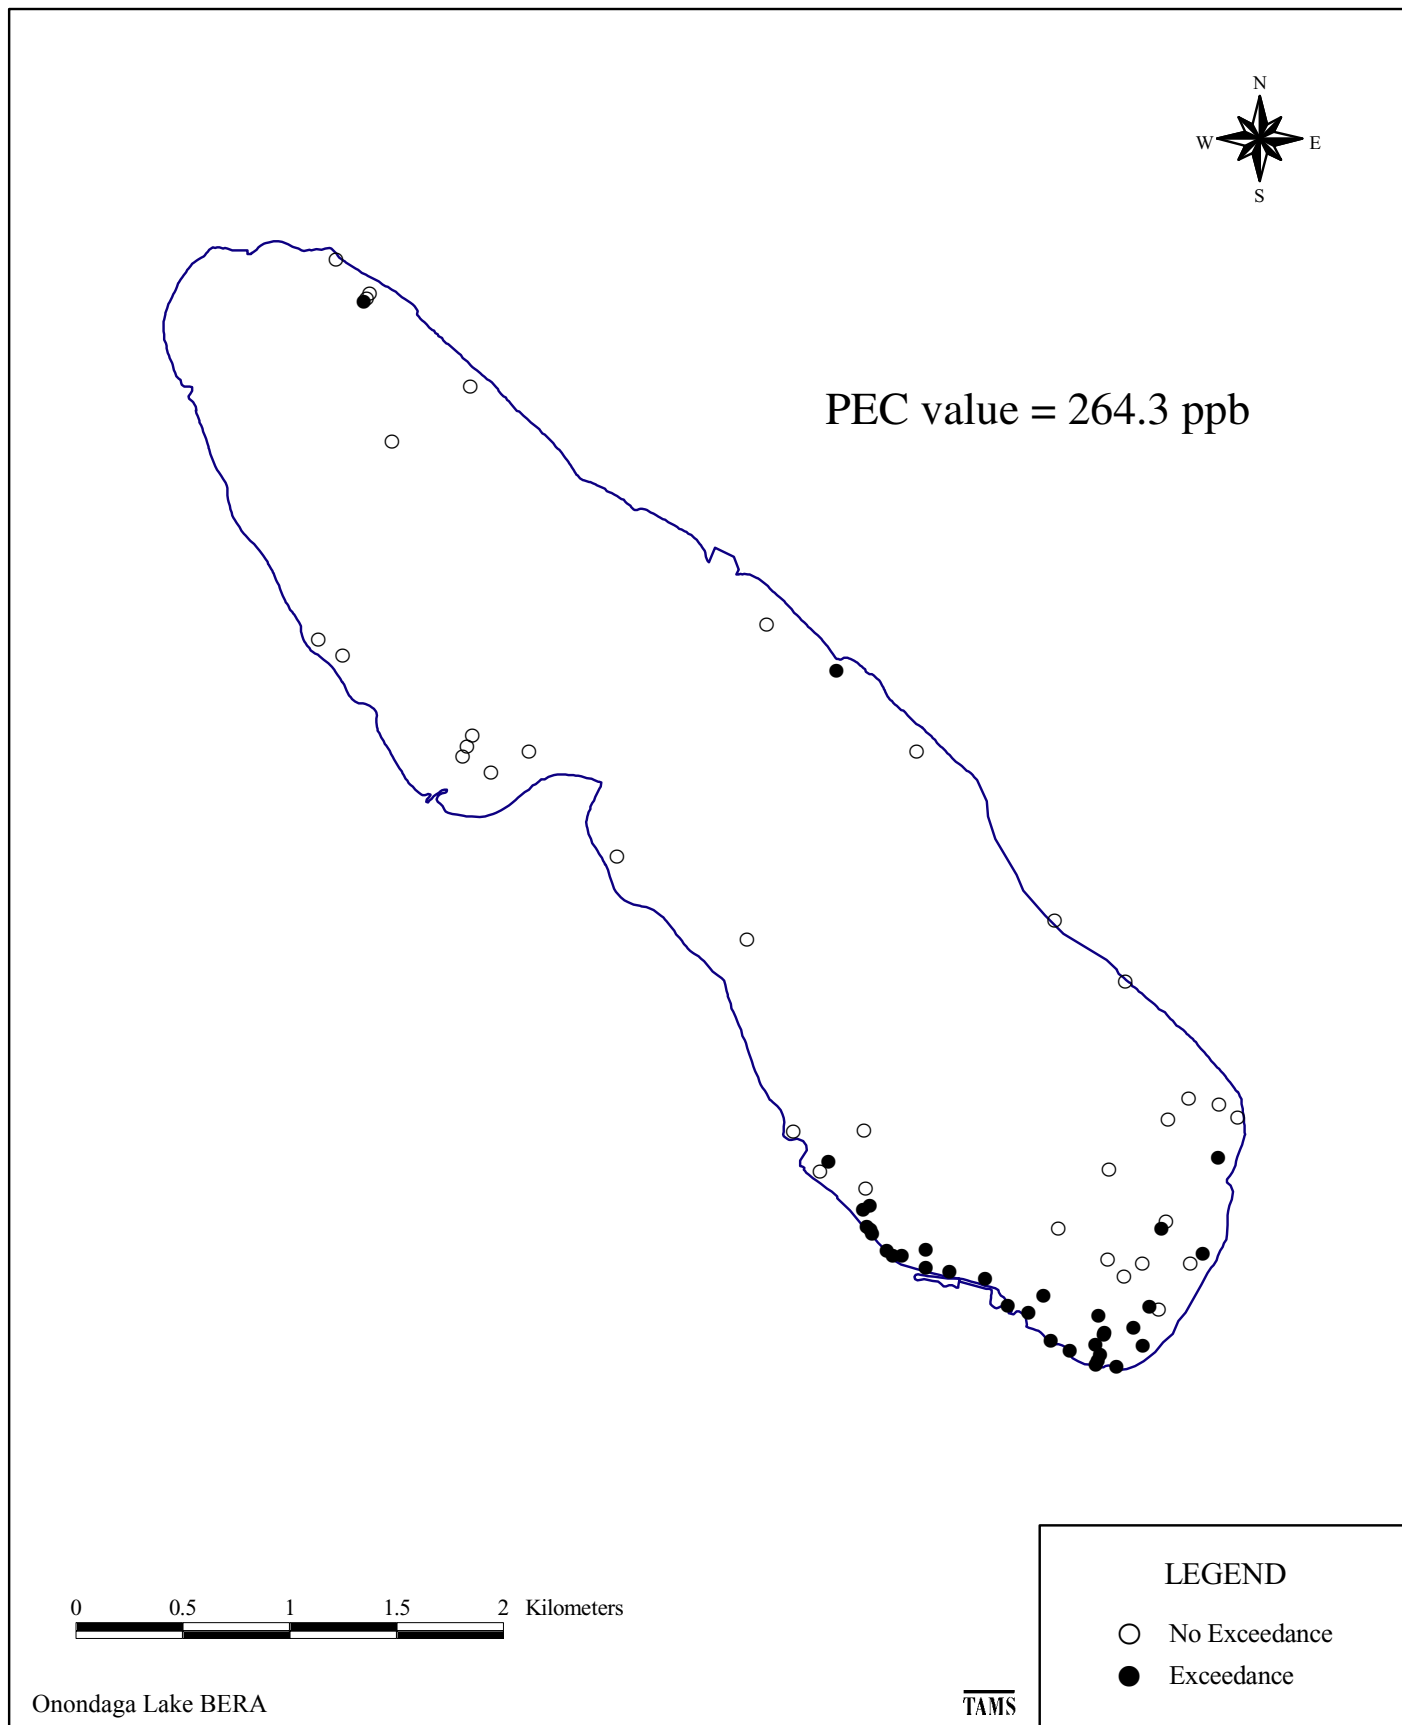 N
W E
S
PEC value = 264.3 ppb
LEGEND
No Exceedance
Exceedance
0 0.5 1 1.5 2 Kilometers
Onondaga Lake BERA
TAMS